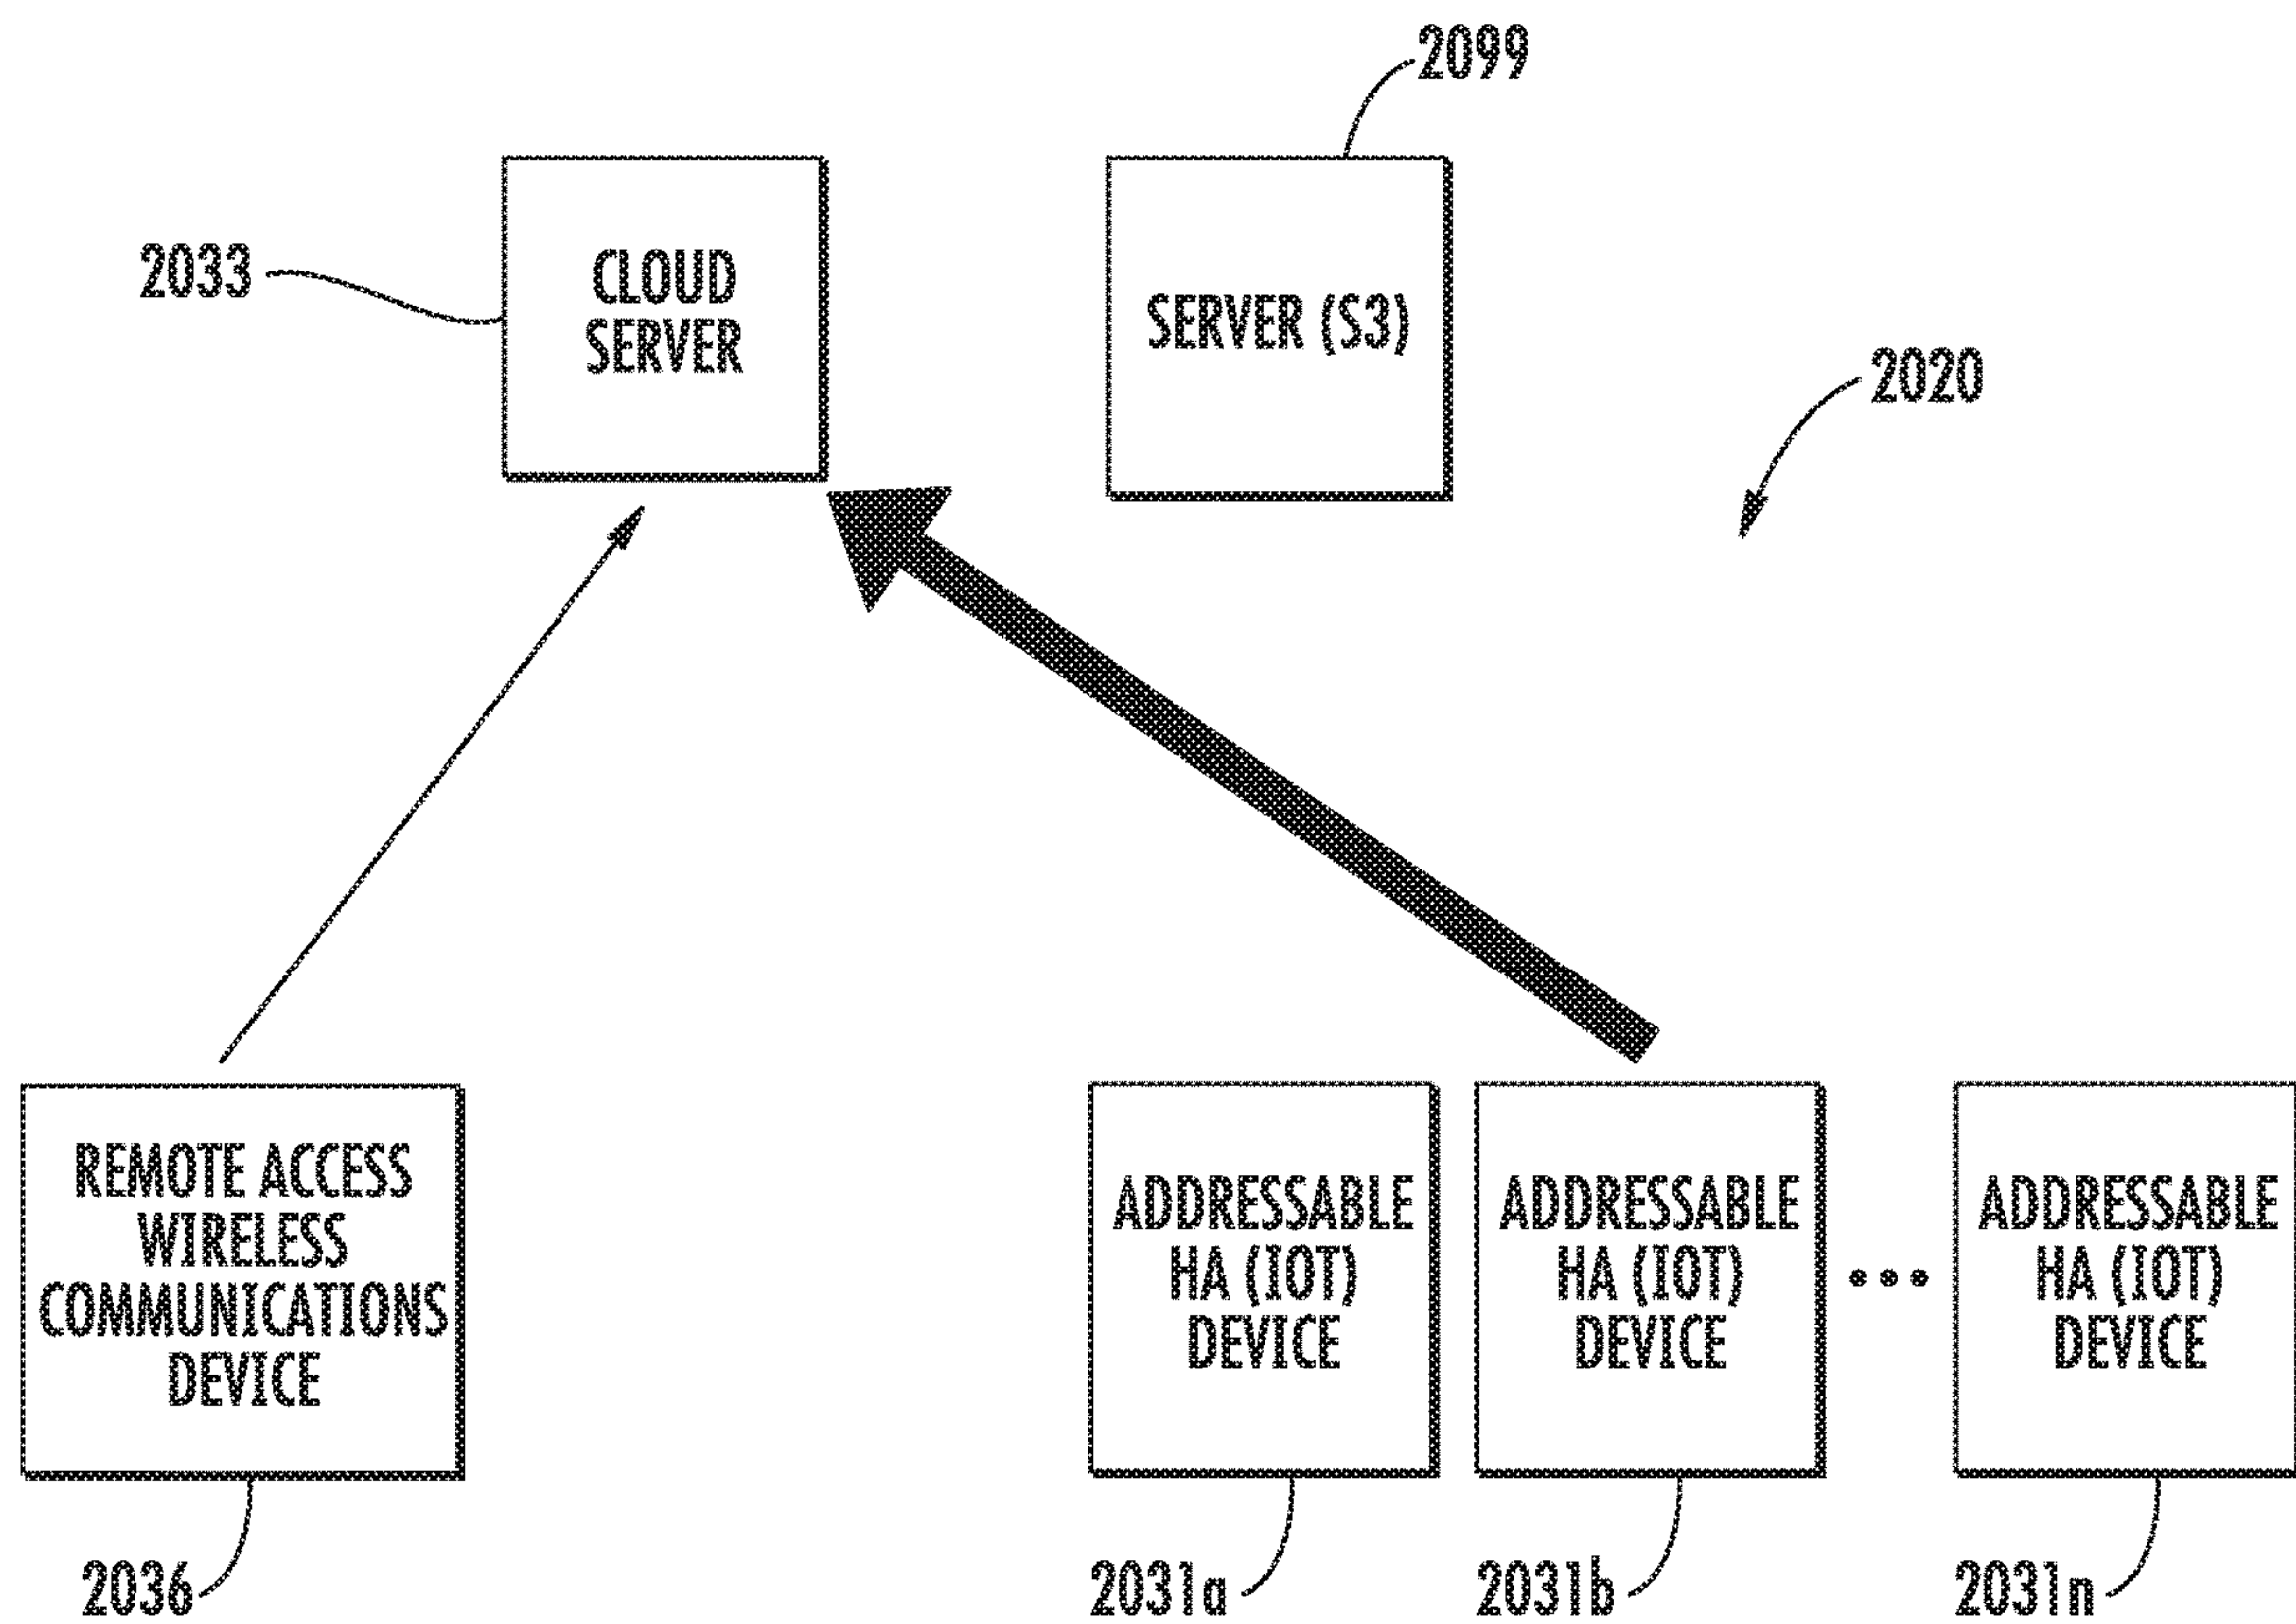 2099
2033
CLOUD
SERVER
SERVER (S3)
2020
REMOTE ACCESS
WIRELESS
COMMUNICATIONS
DEVICE
ADDRESSABLE
HA (IOT)
DEVICE
ADDRESSABLE
HA (IOT)
DEVICE
•••
ADDRESSABLE
HA (IOT)
DEVICE
2036
2031a
2031b
2031n